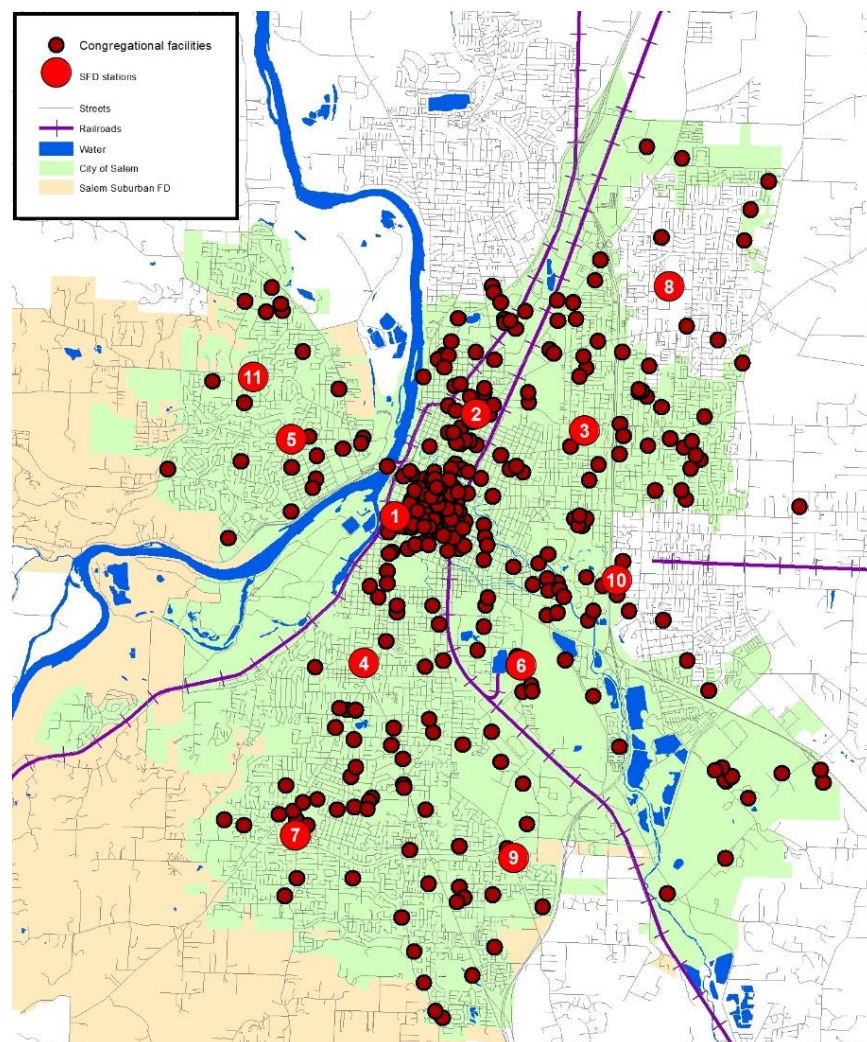 Congregational facilities
SFD stations
Streets
Railroads
Water
City of Salem
Salem Suburban FD
8
11
2
3
5
1
10
4
6
7
9